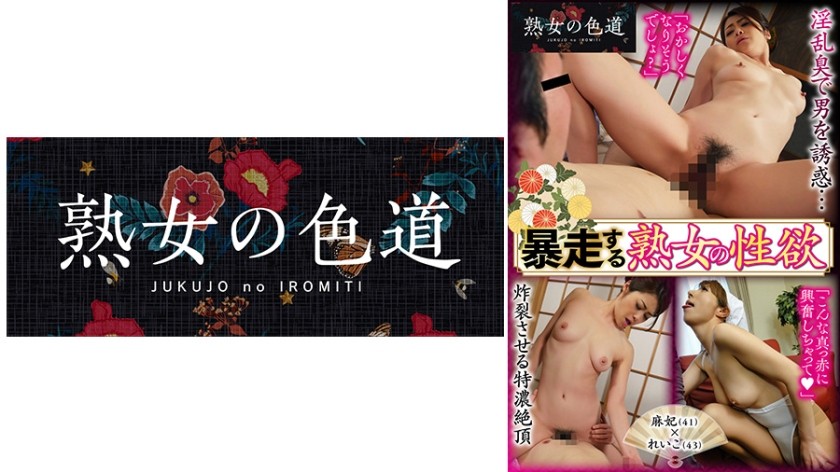 熟女の色道
JUKUJO no IROMITI
熟女の色道
JUKUJO no IROMITI
淫乱臭で男を誘惑…
「おかしく
なりそう
でしょ？」
暴走する熟女の性欲
炸裂させる特濃絶頂
「こんな真っ赤に
興奮しちゃって♥」
麻妃(41)
×
れいこ(43)